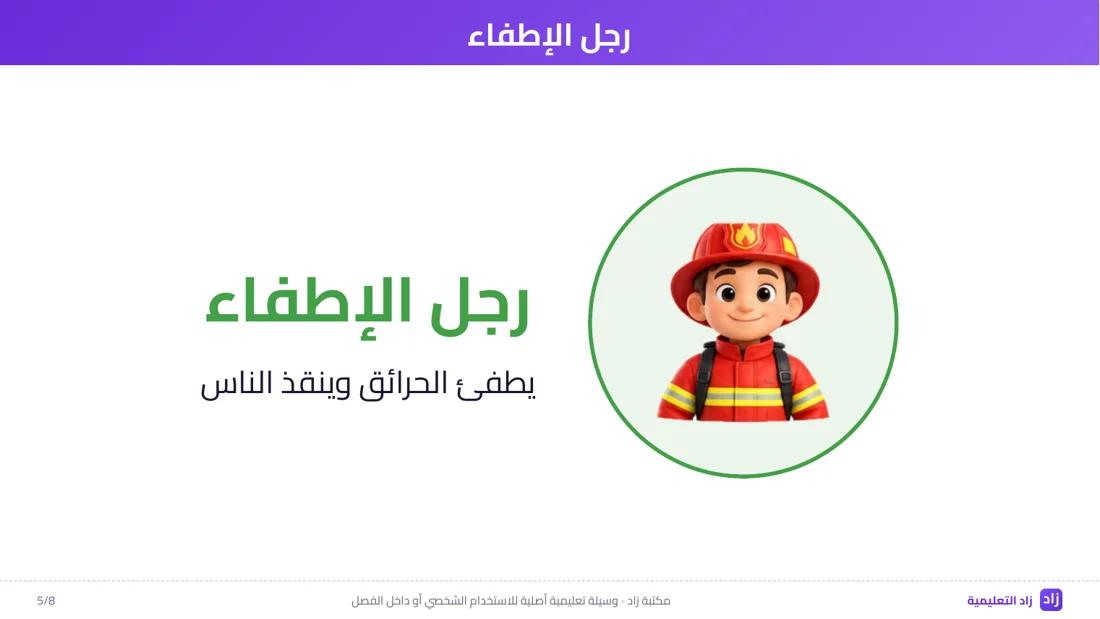 رجل الإطفاء
رجل الإطفاء
يطفئ الحرائق وينقذ الناس
زاد
زاد التعليمية
مكتبة زاد · وسيلة تعليمية أصلية للاستخدام الشخصي أو داخل الفصل
5/8